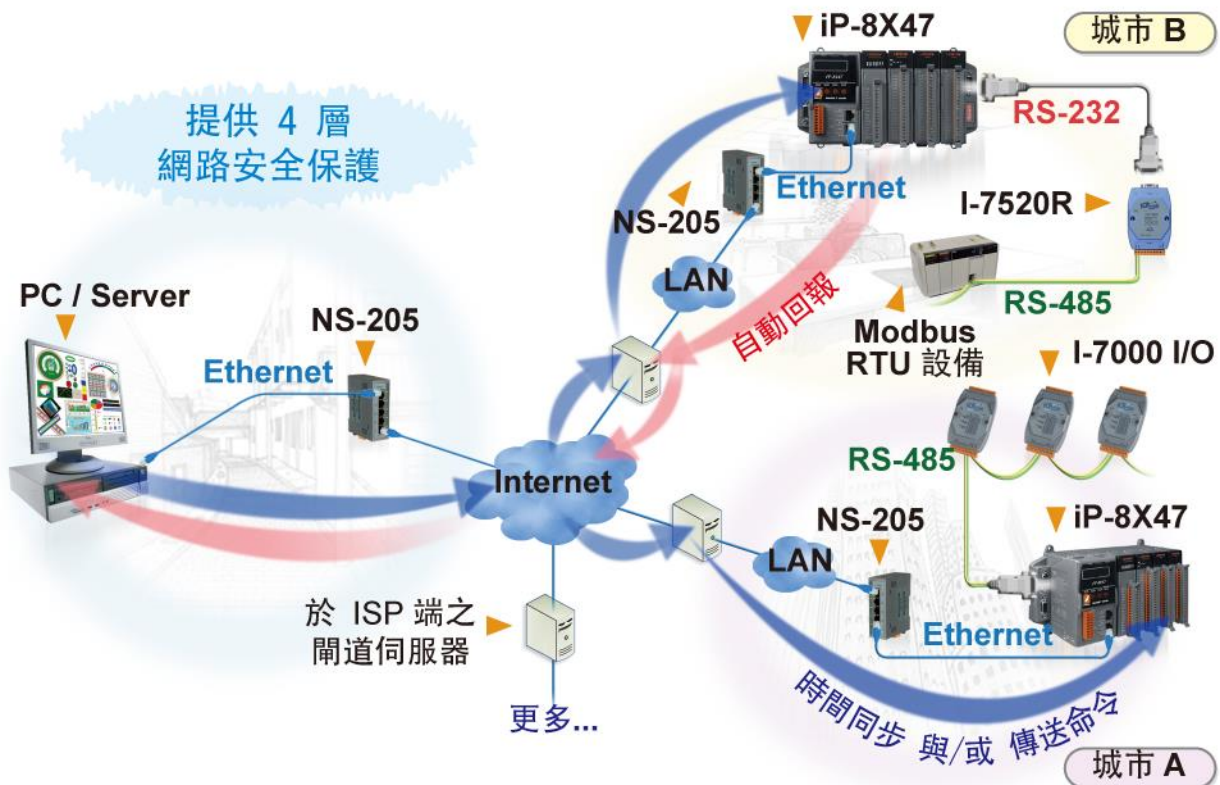 iP-8X47
城市 B
提供 4 層
網路安全保護
RS-232
Ethernet
NS-205
I-7520R
LAN
RS-485
自動回報
Modbus
RTU 設備
PC / Server
NS-205
Ethernet
I-7000 I/O
RS-485
Internet
NS-205
iP-8X47
LAN
於 ISP 端之
閘道伺服器
Ethernet
更多...
時間同步 與/或 傳送命令
城市 A